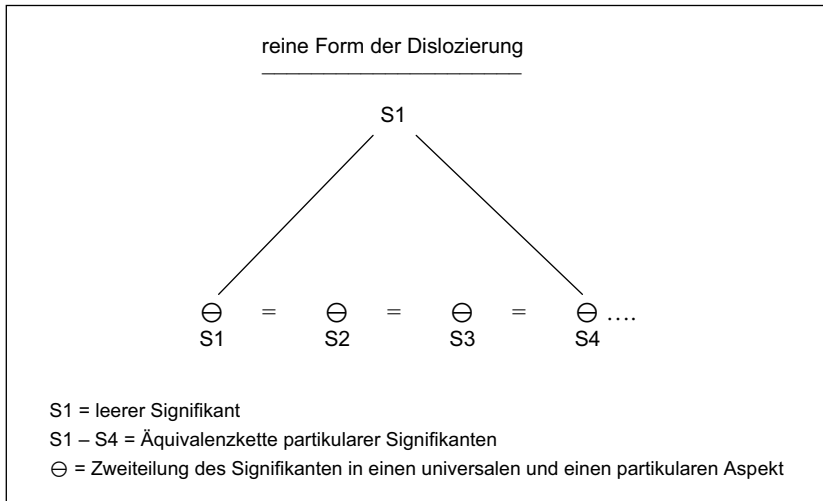 reine Form der Dislozierung
S1
⊖ = ⊖ = ⊖ = ⊖ ....
S1 S2 S3 S4
S1 = leerer Signifikant
S1 – S4 = Äquivalenzkette partikularer Signifikanten
⊖ = Zweiteilung des Signifikanten in einen universalen und einen partikularen Aspekt